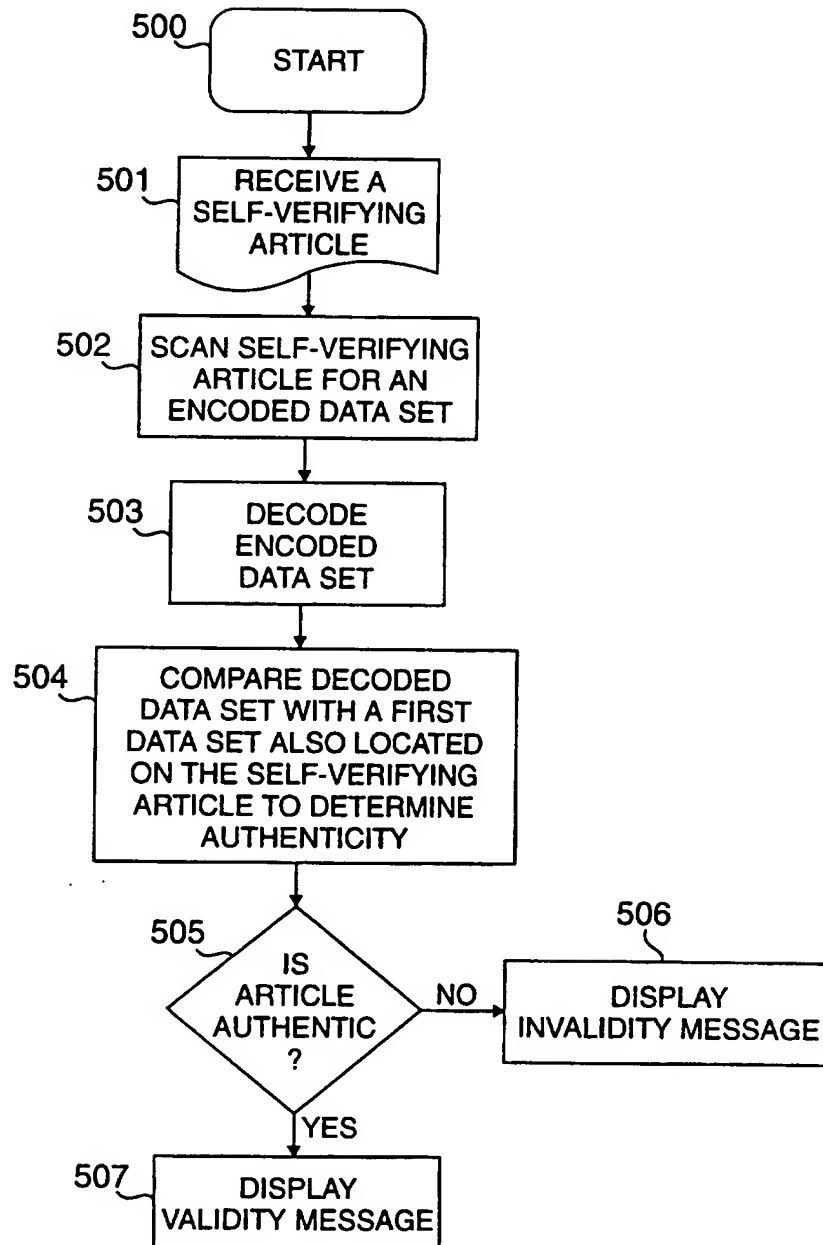 500
START
501
RECEIVE A
SELF-VERIFYING
ARTICLE
502
SCAN SELF-VERIFYING
ARTICLE FOR AN
ENCODED DATA SET
503
DECODE
ENCODED
DATA SET
504
COMPARE DECODED
DATA SET WITH A FIRST
DATA SET ALSO LOCATED
ON THE SELF-VERIFYING
ARTICLE TO DETERMINE
AUTHENTICITY
505
IS
ARTICLE
AUTHENTIC
?
NO
506
DISPLAY
INVALIDITY MESSAGE
YES
507
DISPLAY
VALIDITY MESSAGE